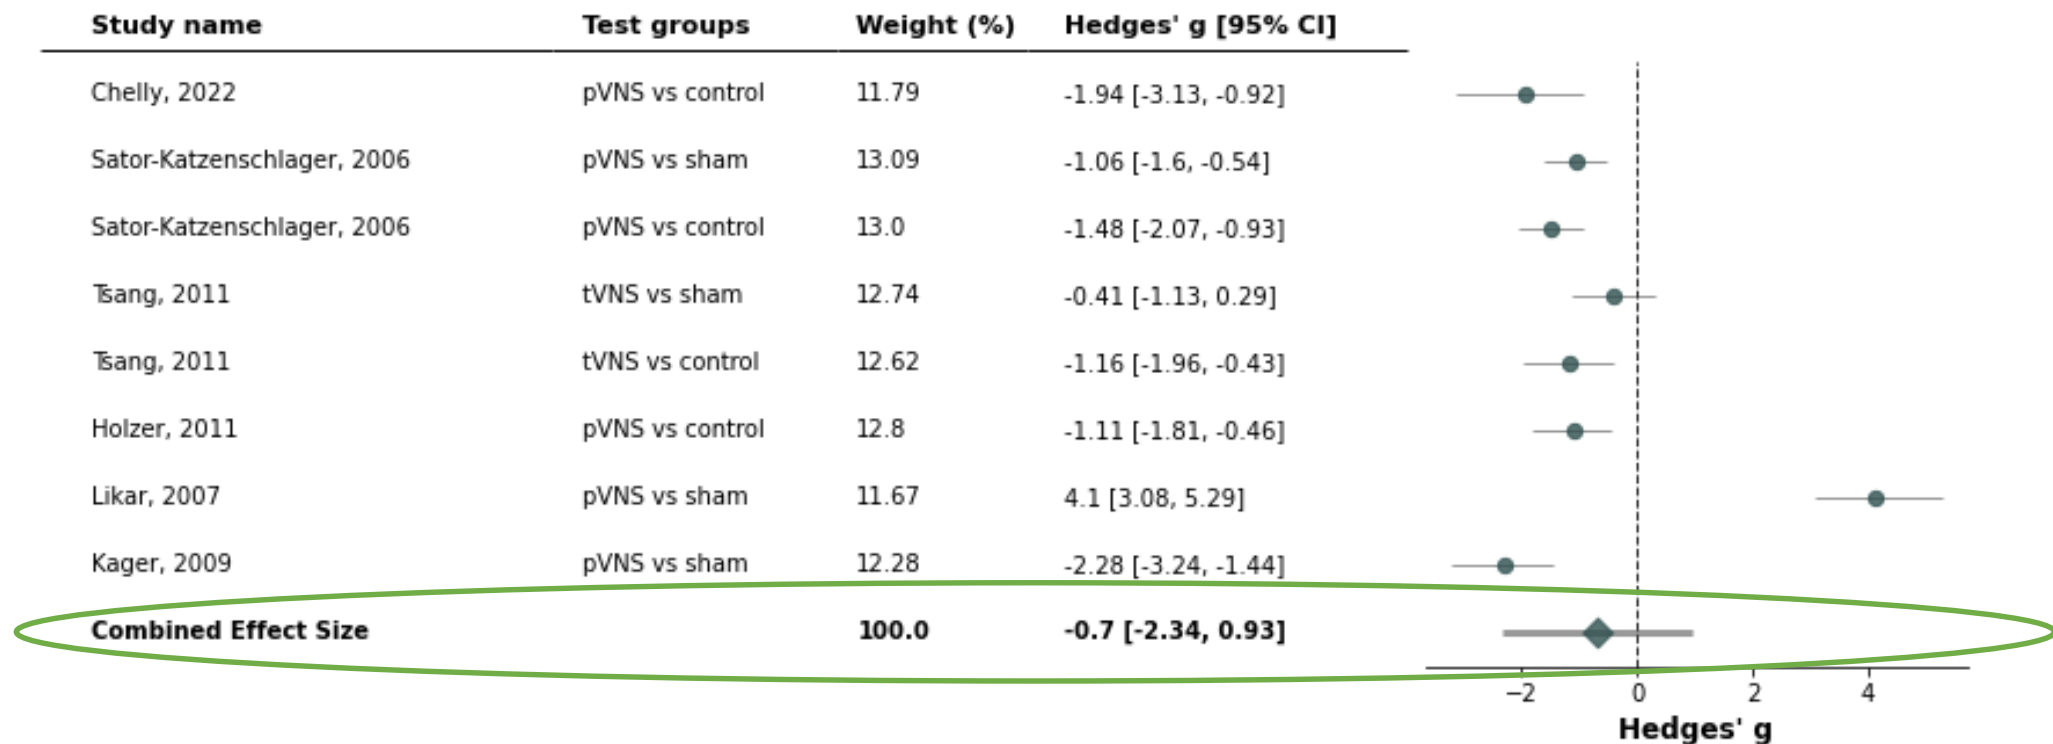 Study name Test groups Weight (%) Hedges' g [95% CI]
Chelly, 2022 pVNS vs control 11.79 -1.94 [-3.13, -0.92]
Sator-Katzenschlager, 2006 pVNS vs sham 13.09 -1.06 [-1.6, -0.54]
Sator-Katzenschlager, 2006 pVNS vs control 13.0 -1.48 [-2.07, -0.93]
Tsang, 2011 tVNS vs sham 12.74 -0.41 [-1.13, 0.29]
Tsang, 2011 tVNS vs control 12.62 -1.16 [-1.96, -0.43]
Holzer, 2011 pVNS vs control 12.8 -1.11 [-1.81, -0.46]
Likar, 2007 pVNS vs sham 11.67 4.1 [3.08, 5.29]
Kager, 2009 pVNS vs sham 12.28 -2.28 [-3.24, -1.44]
Combined Effect Size 100.0 -0.7 [-2.34, 0.93]
−2 0 2 4
Hedges' g